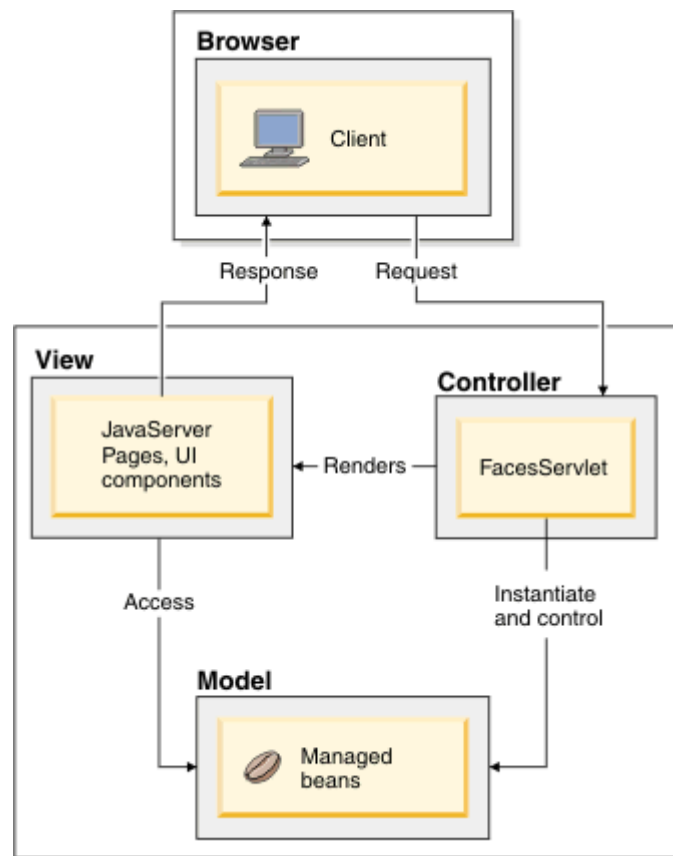 Browser
Client
Response
Request
View
Controller
JavaServer
Pages, UI
components
Renders
FacesServlet
Access
Instantiate
and control
Model
Managed
beans